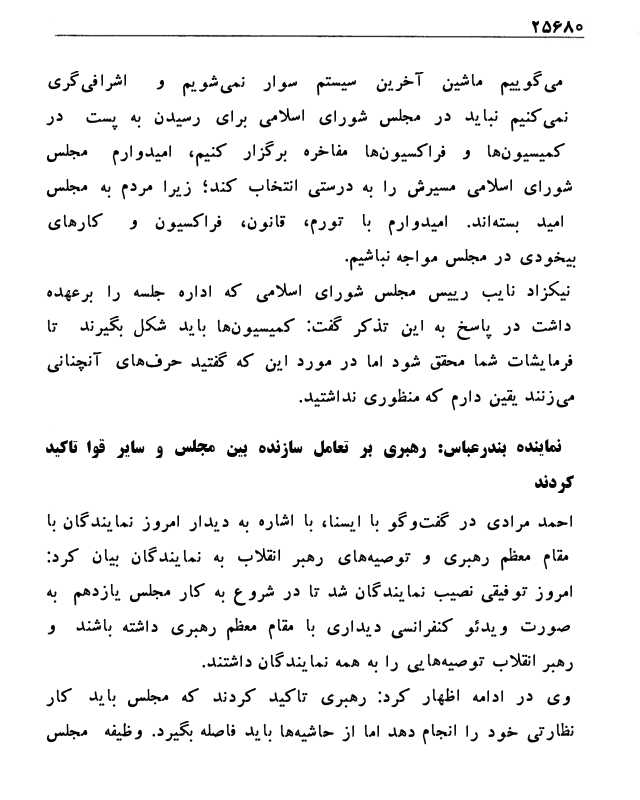 ۲۵۶۸۰
می‌گوییم ماشین آخرین سیستم سوار نمی‌شویم و اشرافی‌گری
نمی‌کنیم نباید در مجلس شورای اسلامی برای رسیدن به پست در
کمیسیون‌ها و فراکسیون‌ها مفاخره برگزار کنیم، امیدوارم مجلس
شورای اسلامی مسیرش را به درستی انتخاب کند؛ زیرا مردم به مجلس
امید بسته‌اند. امیدوارم با تورم، قانون، فراکسیون و کارهای
بیخودی در مجلس مواجه نباشیم.
نیکزاد نایب رییس مجلس شورای اسلامی که اداره جلسه را برعهده
داشت در پاسخ به این تذکر گفت: کمیسیون‌ها باید شکل بگیرند تا
فرمایشات شما محقق شود اما در مورد این که گفتید حرف‌های آنچنانی
می‌زنند یقین دارم که منظوری نداشتید.
نماینده بندرعباس: رهبری بر تعامل سازنده بین مجلس و سایر قوا تاکید
کردند
احمد مرادی در گفت‌وگو با ایسنا، با اشاره به دیدار امروز نمایندگان با
مقام معظم رهبری و توصیه‌های رهبر انقلاب به نمایندگان بیان کرد:
امروز توفیقی نصیب نمایندگان شد تا در شروع به کار مجلس یازدهم به
صورت ویدئو کنفرانسی دیداری با مقام معظم رهبری داشته باشند و
رهبر انقلاب توصیه‌هایی را به همه نمایندگان داشتند.
وی در ادامه اظهار کرد: رهبری تاکید کردند که مجلس باید کار
نظارتی خود را انجام دهد اما از حاشیه‌ها باید فاصله بگیرد. وظیفه مجلس